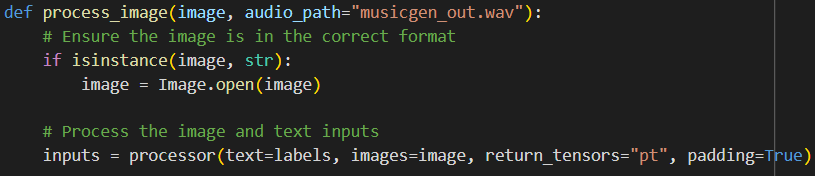 def process_image(image, audio_path="musicgen_out.wav"):
    # Ensure the image is in the correct format
    if isinstance(image, str):
        image = Image.open(image)

    # Process the image and text inputs
    inputs = processor(text=labels, images=image, return_tensors="pt", padding=True)